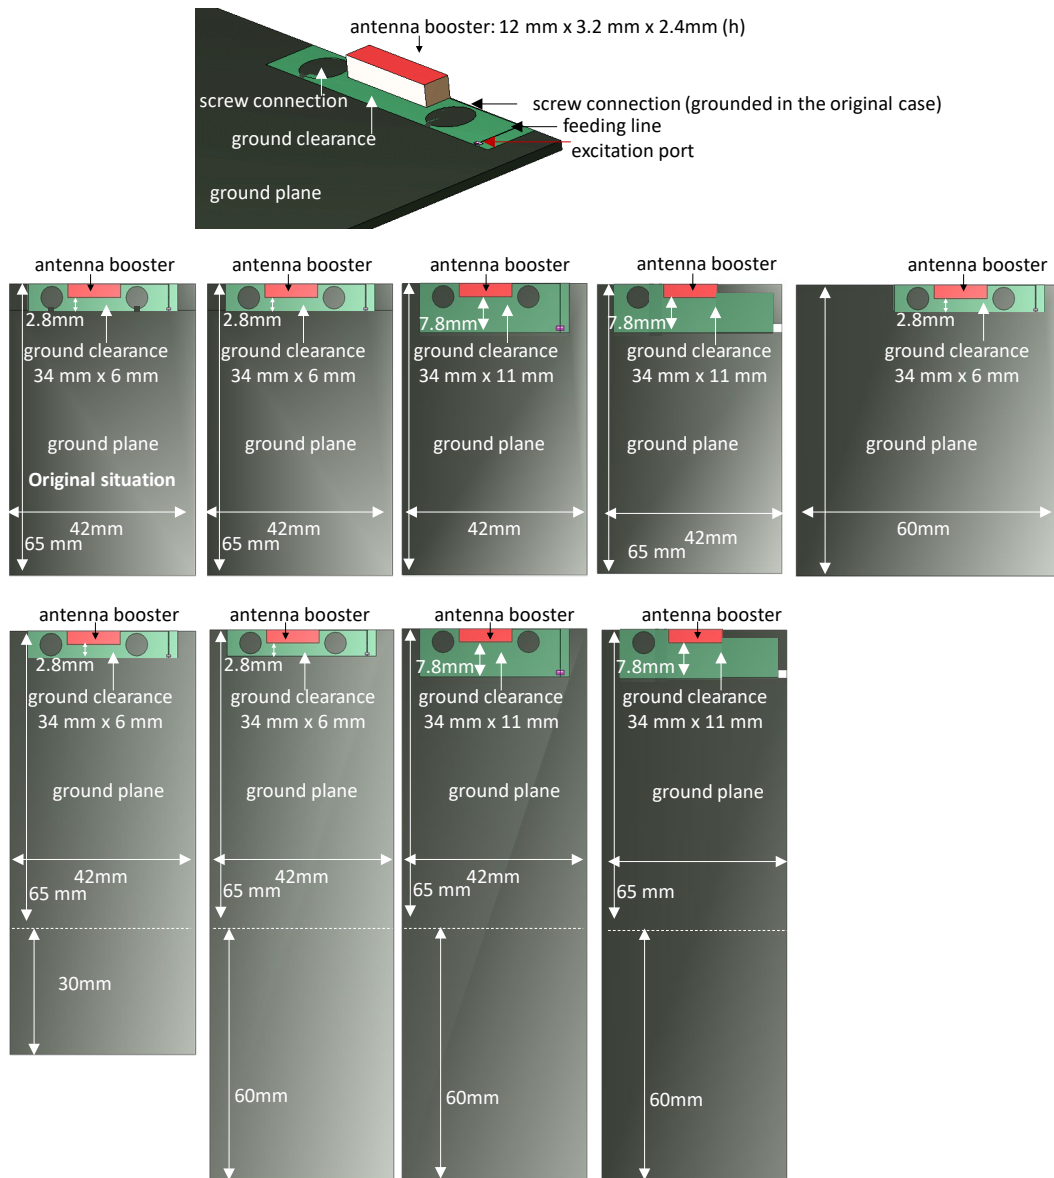 antenna booster: 12 mm x 3.2 mm x 2.4mm (h)
screw connection
screw connection (grounded in the original case)
feeding line
ground clearance
excitation port
ground plane
antenna booster
2.8mm
ground clearance
34 mm x 6 mm
ground plane
Original situation
42mm
65 mm
antenna booster
2.8mm
ground clearance
34 mm x 6 mm
ground plane
42mm
65 mm
antenna booster
7.8mm
ground clearance
34 mm x 11 mm
ground plane
42mm
antenna booster
7.8mm
ground clearance
34 mm x 11 mm
ground plane
42mm
65 mm
antenna booster
2.8mm
ground clearance
34 mm x 6 mm
ground plane
60mm
antenna booster
2.8mm
ground clearance
34 mm x 6 mm
ground plane
42mm
65 mm
30mm
antenna booster
2.8mm
ground clearance
34 mm x 6 mm
ground plane
42mm
65 mm
60mm
antenna booster
7.8mm
ground clearance
34 mm x 11 mm
ground plane
42mm
65 mm
60mm
antenna booster
7.8mm
ground clearance
34 mm x 11 mm
ground plane
65 mm
60mm